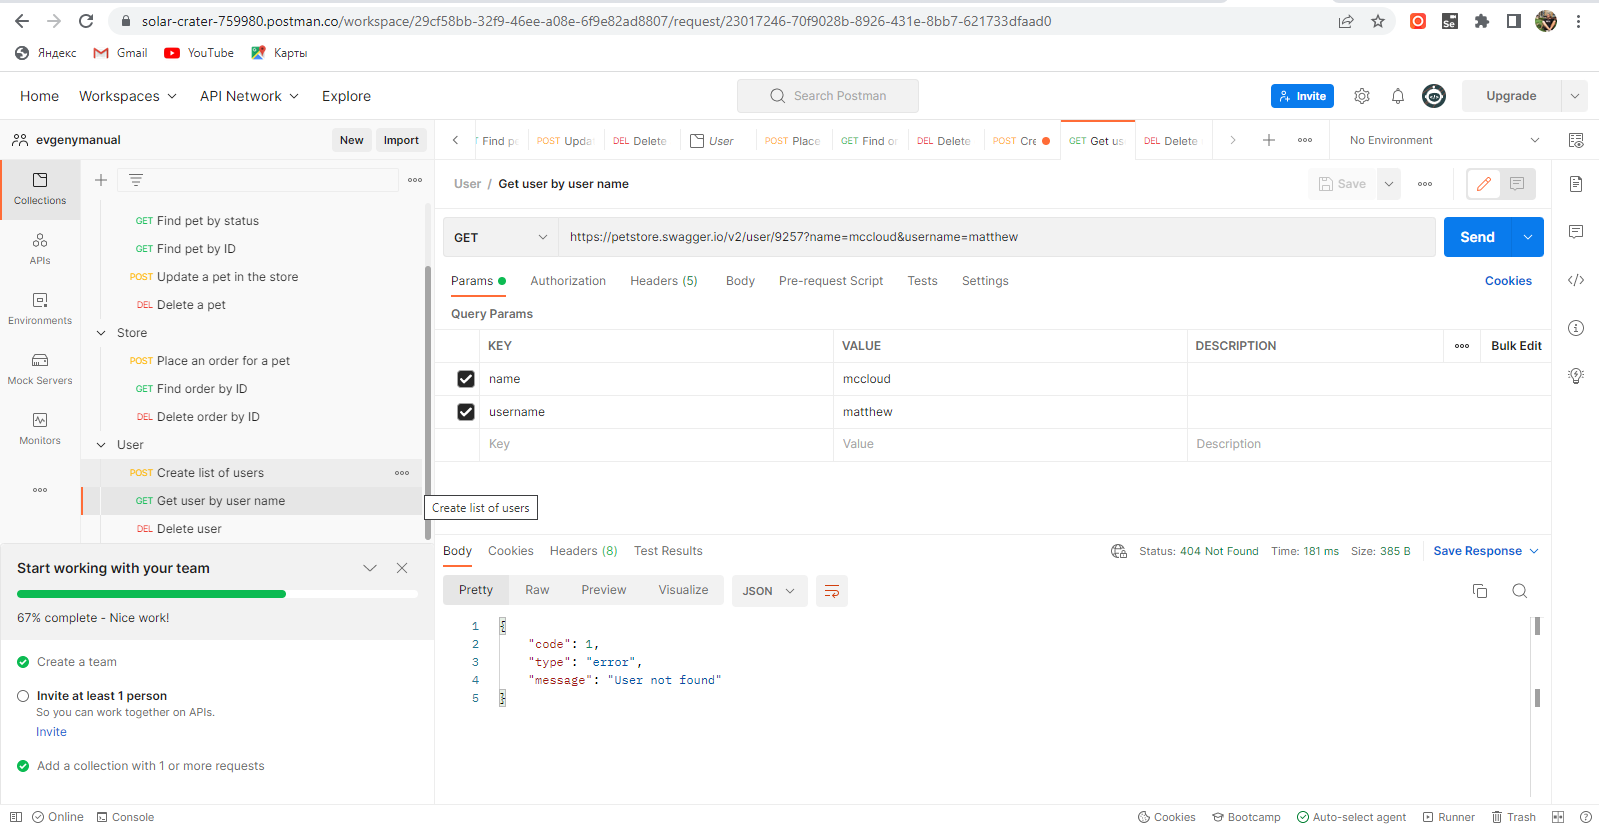 solar-crater-759980.postman.co/workspace/29cf58bb-32f9-46ee-a08e-6f9e82ad8807/request/23017246-70f9028b-8926-431e-8bb7-621733dfaad0
Se
Яндекс Gmail YouTube Карты
Home Workspaces API Network Explore Search Postman Invite Upgrade
evgenymanual New Import
Find pe POST Upda DEL Delete User POST Place GET Find or DEL Delete POST Cre GET Get us DEL Delete No Environment
Collections
APIs
Environments
Mock Servers
Monitors
GET Find pet by status
GET Find pet by ID
POST Update a pet in the store
DEL Delete a pet
Store
POST Place an order for a pet
GET Find order by ID
DEL Delete order by ID
User
POST Create list of users
GET Get user by user name
DEL Delete user
Create list of users
User / Get user by user name Save
GET https://petstore.swagger.io/v2/user/9257?name=mccloud&username=matthew Send
Params Authorization Headers (5) Body Pre-request Script Tests Settings Cookies
Query Params
KEY VALUE DESCRIPTION Bulk Edit
name mccloud
username matthew
Key Value Description
Body Cookies Headers (8) Test Results Status: 404 Not Found Time: 181 ms Size: 385 B Save Response
Pretty Raw Preview Visualize JSON
1 {
2 "code": 1,
3 "type": "error",
4 "message": "User not found"
5 }
Start working with your team
67% complete - Nice work!
Create a team
Invite at least 1 person
So you can work together on APIs.
Invite
Add a collection with 1 or more requests
Online Console Cookies Bootcamp Auto-select agent Runner Trash